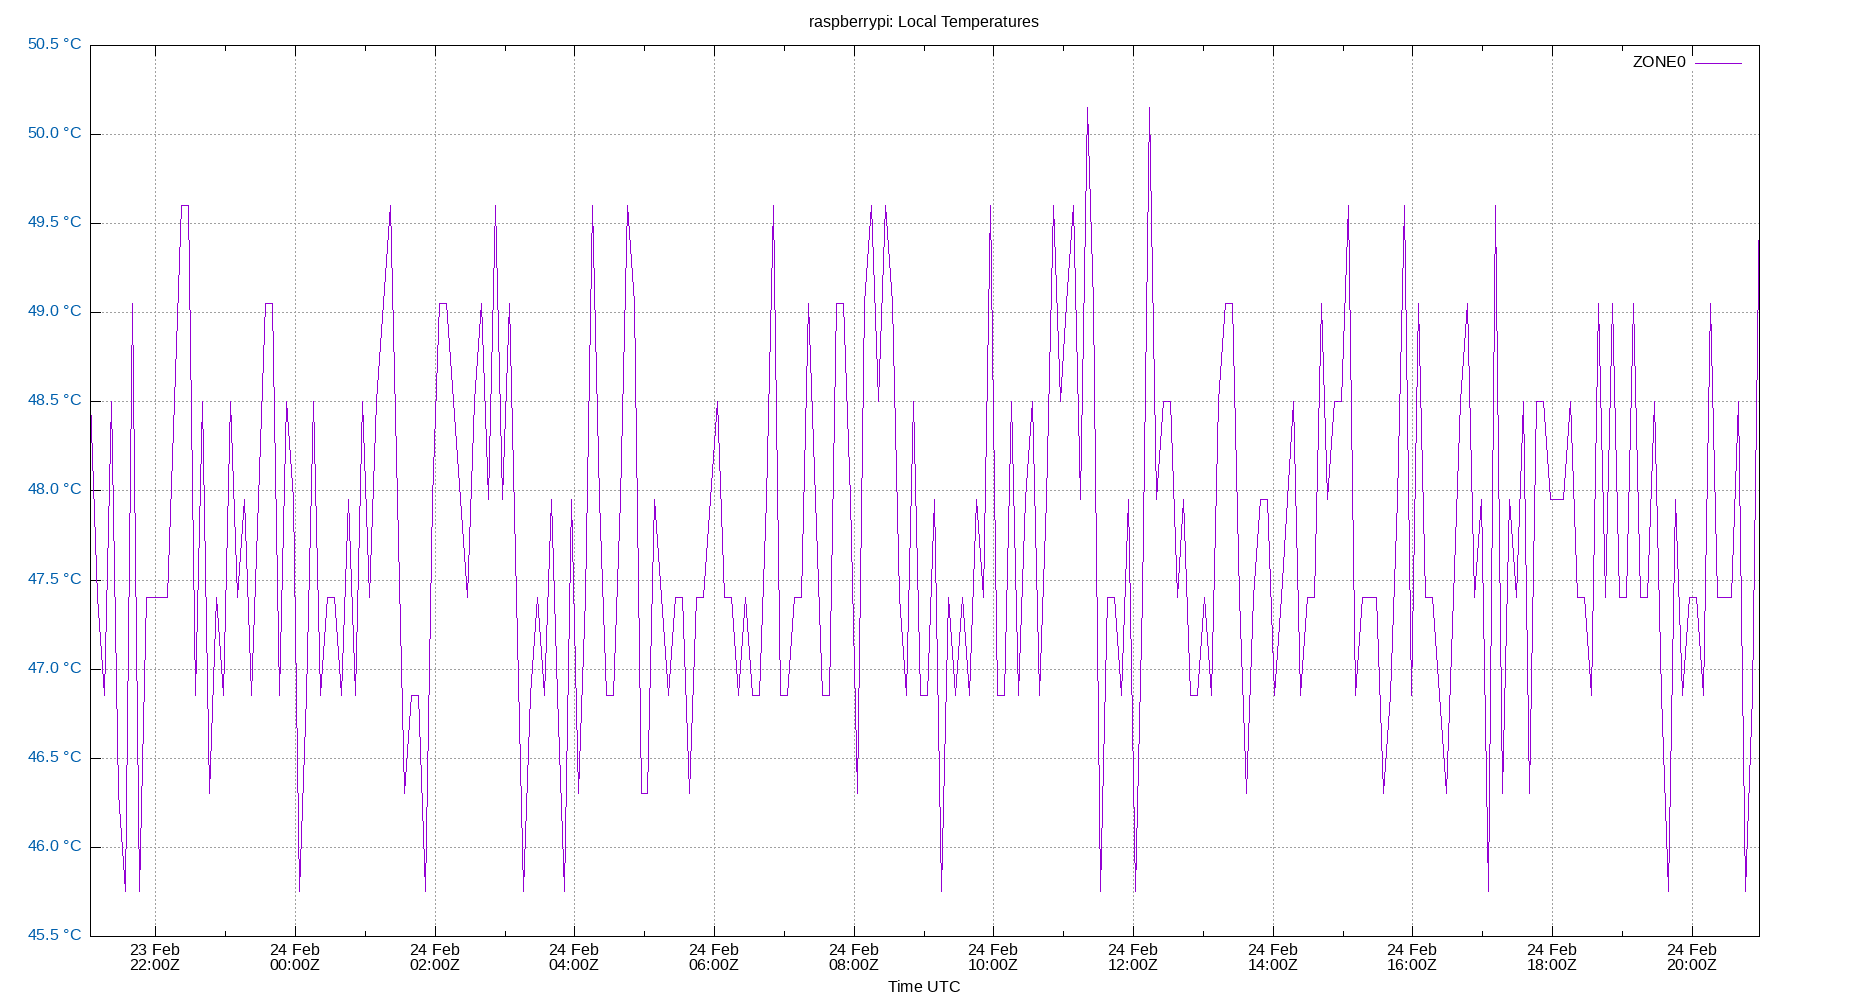 raspberrypi: Local Temperatures
ZONE0
50.5 °C
50.0 °C
49.5 °C
49.0 °C
48.5 °C
48.0 °C
47.5 °C
47.0 °C
46.5 °C
46.0 °C
45.5 °C
23 Feb 24 Feb 24 Feb 24 Feb 24 Feb 24 Feb 24 Feb 24 Feb 24 Feb 24 Feb 24 Feb 24 Feb
22:00Z 00:00Z 02:00Z 04:00Z 06:00Z 08:00Z 10:00Z 12:00Z 14:00Z 16:00Z 18:00Z 20:00Z
Time UTC